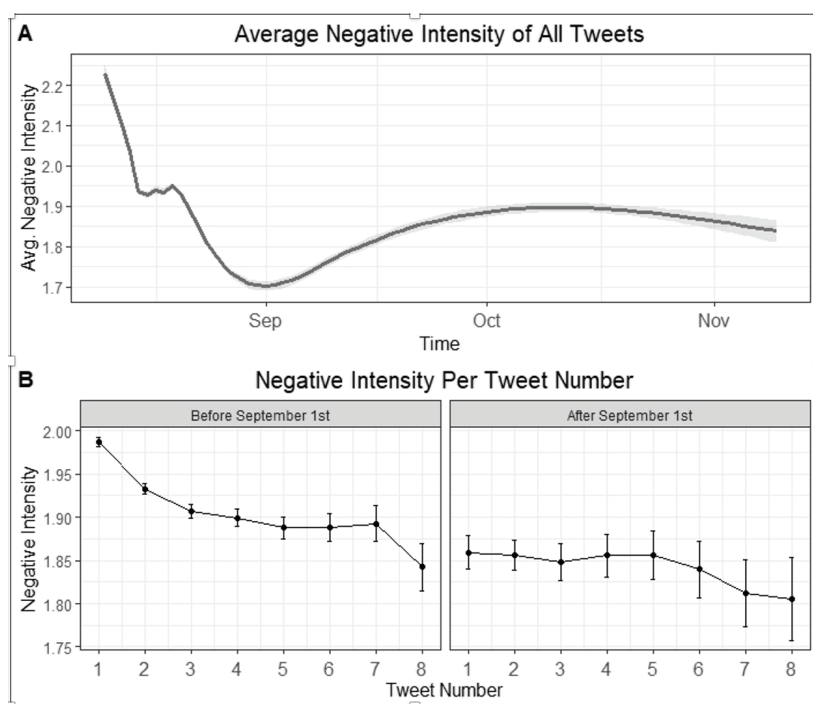 A
Average Negative Intensity of All Tweets
Avg. Negative Intensity
2.2
2.1
2.0
1.9
1.8
1.7
Sep Oct Nov
Time
B
Negative Intensity Per Tweet Number
Before September 1st After September 1st
Negative Intensity
2.00
1.95
1.90
1.85
1.80
1.75
1 2 3 4 5 6 7 8 1 2 3 4 5 6 7 8
Tweet Number